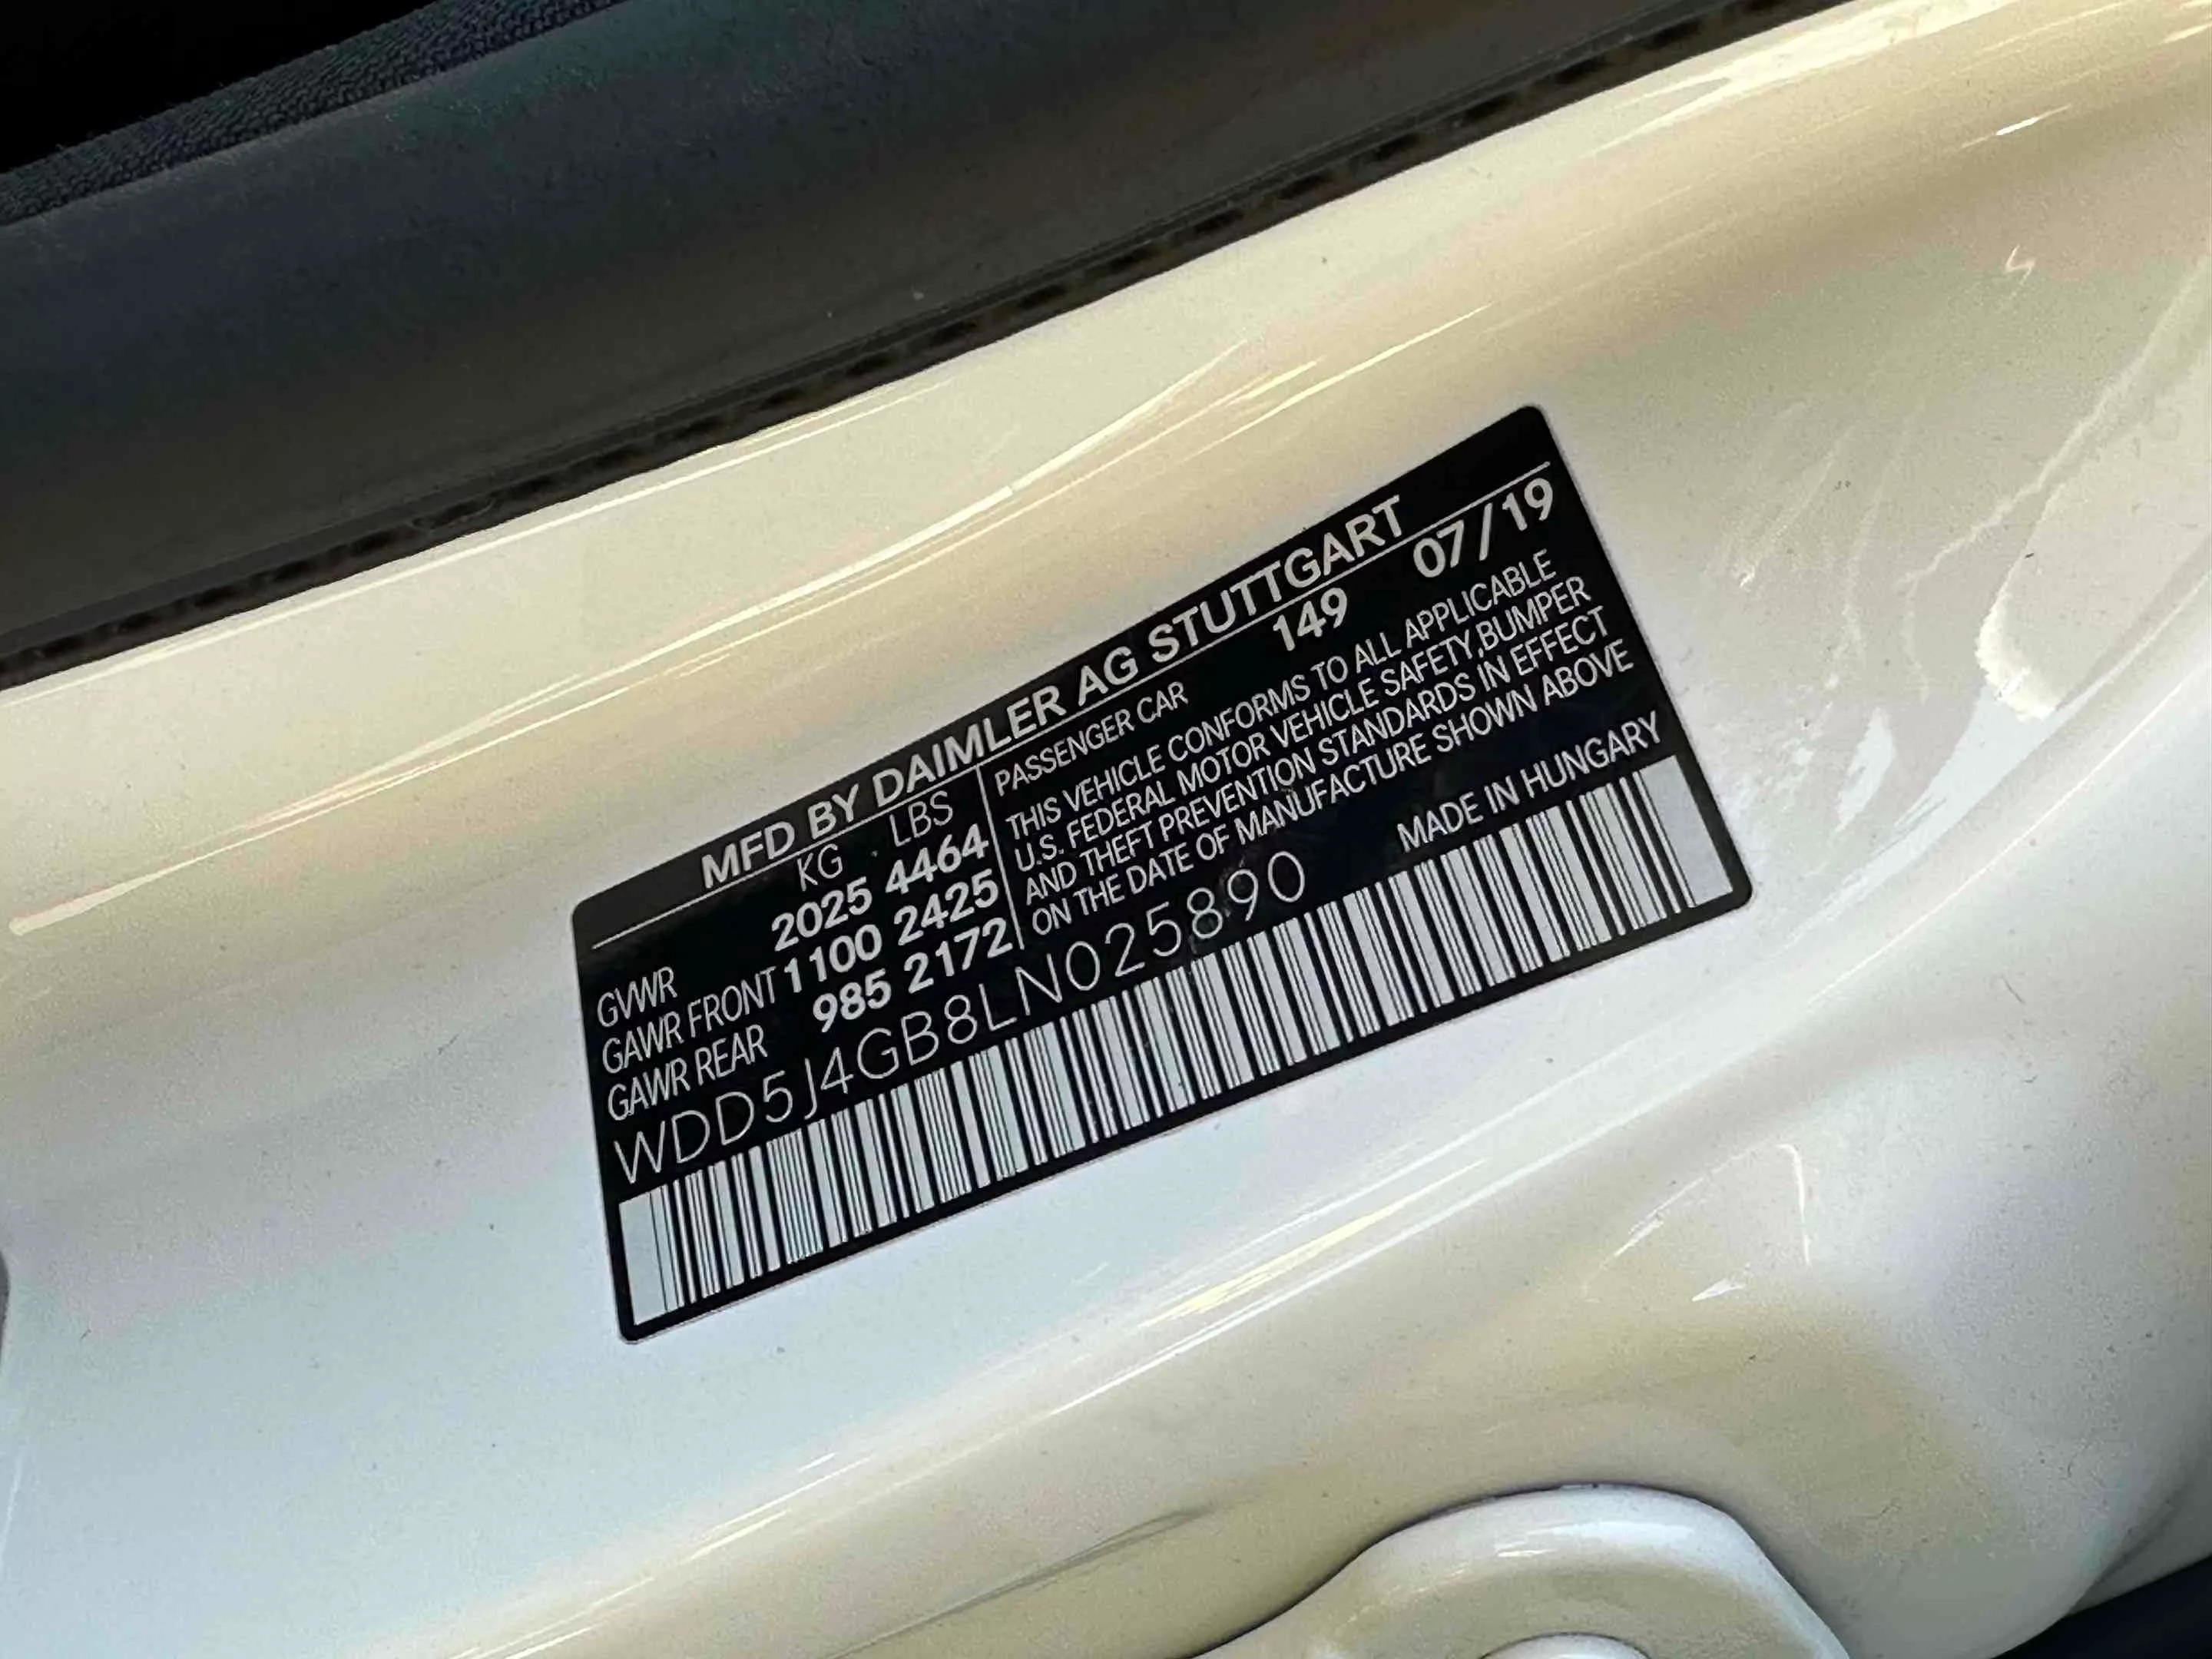 MFD BY DAIMLER AG STUTTGART
KG LBS
GVWR 2025 4464
GAWR FRONT 1100 2425
GAWR REAR 985 2172
PASSENGER CAR 149 07/19
THIS VEHICLE CONFORMS TO ALL APPLICABLE
U.S. FEDERAL MOTOR VEHICLE SAFETY,BUMPER
AND THEFT PREVENTION STANDARDS IN EFFECT
ON THE DATE OF MANUFACTURE SHOWN ABOVE
WDD5J4GB8LN025890 MADE IN HUNGARY